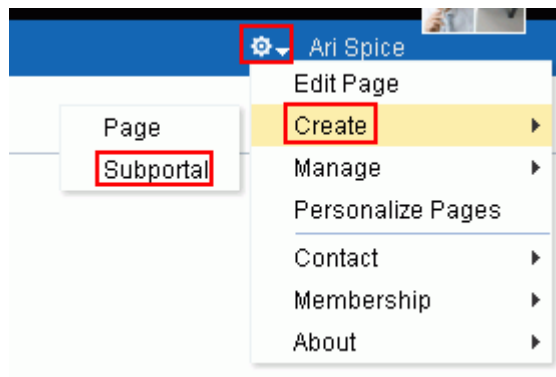 Ari Spice
Edit Page
Create
Page
Subportal
Manage
Personalize Pages
Contact
Membership
About